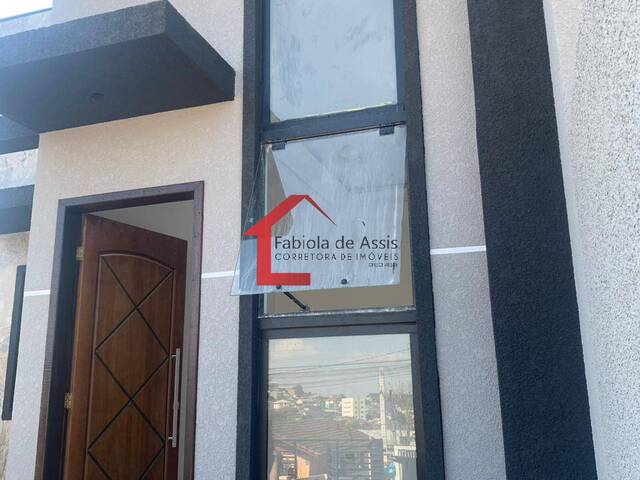 Fabiola de Assis
CORRETORA DE IMÓVEIS